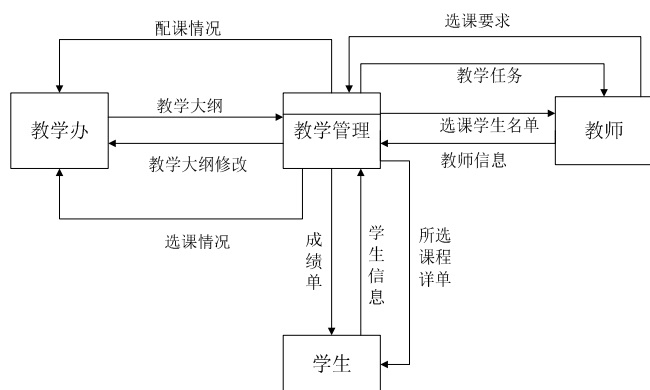 配课情况
选课要求
教学任务
教学大纲
教学办
教学管理
教师
选课学生名单
教学大纲修改
教师信息
选课情况
成绩单
学生信息
所选
课程
详单
学生